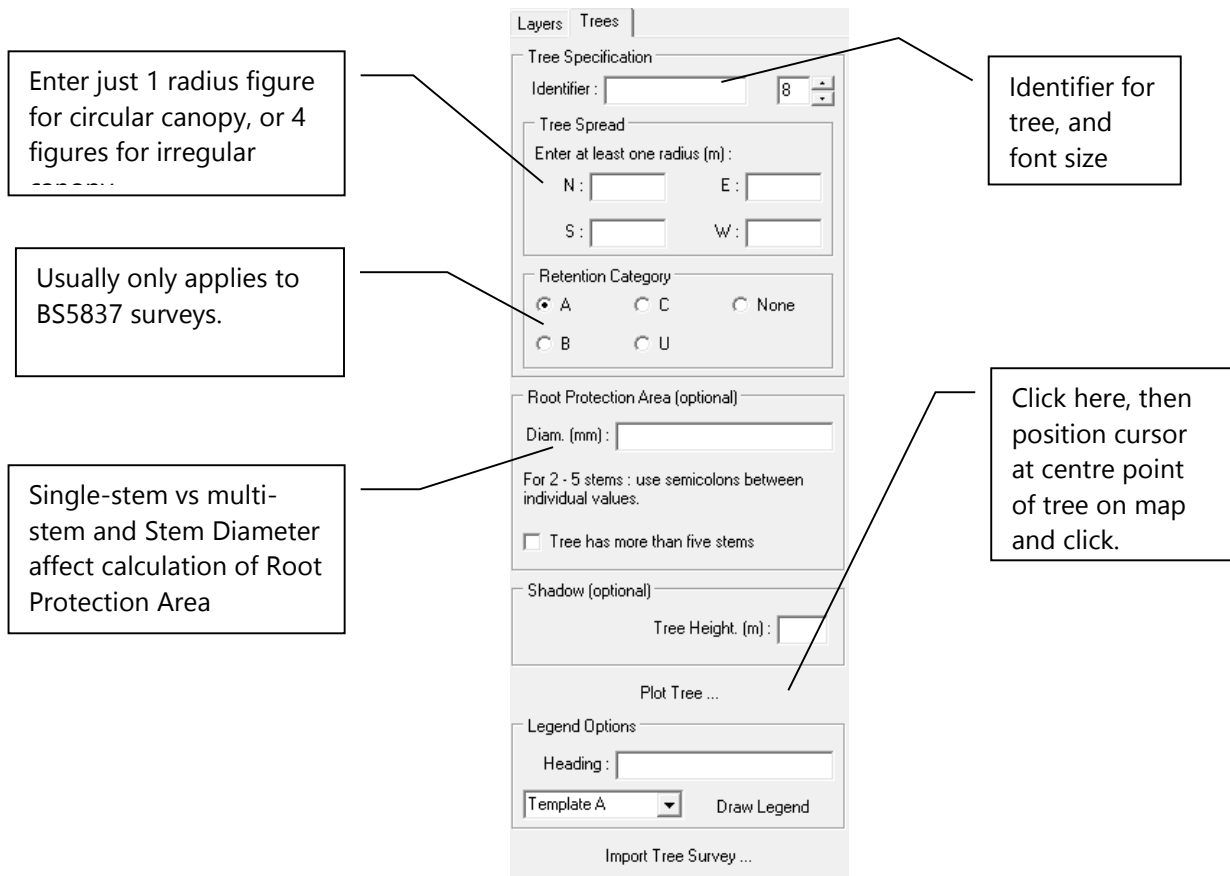 Layers Trees
Enter just 1 radius figure
for circular canopy, or 4
figures for irregular
Usually only applies to
BS5837 surveys.
Single-stem vs multi-
stem and Stem Diameter
affect calculation of Root
Protection Area
Tree Specification
Identifier : 8
Tree Spread
Enter at least one radius (m) :
N : E :
S : W :
Retention Category
A C None
B U
Root Protection Area (optional)
Diam. (mm) :
For 2 - 5 stems : use semicolons between
individual values.
Tree has more than five stems
Shadow (optional)
Tree Height. (m) :
Plot Tree ...
Legend Options
Heading :
Template A Draw Legend
Import Tree Survey ...
Identifier for
tree, and
font size
Click here, then
position cursor
at centre point
of tree on map
and click.